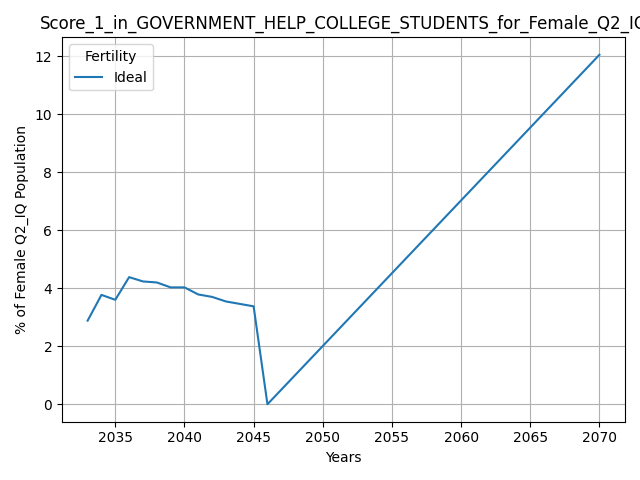 Score_1_in_GOVERNMENT_HELP_COLLEGE_STUDENTS_for_Female_Q2_IQ
Fertility
Ideal
% of Female Q2_IQ Population
12
10
8
6
4
2
0
2035 2040 2045 2050 2055 2060 2065 2070
Years